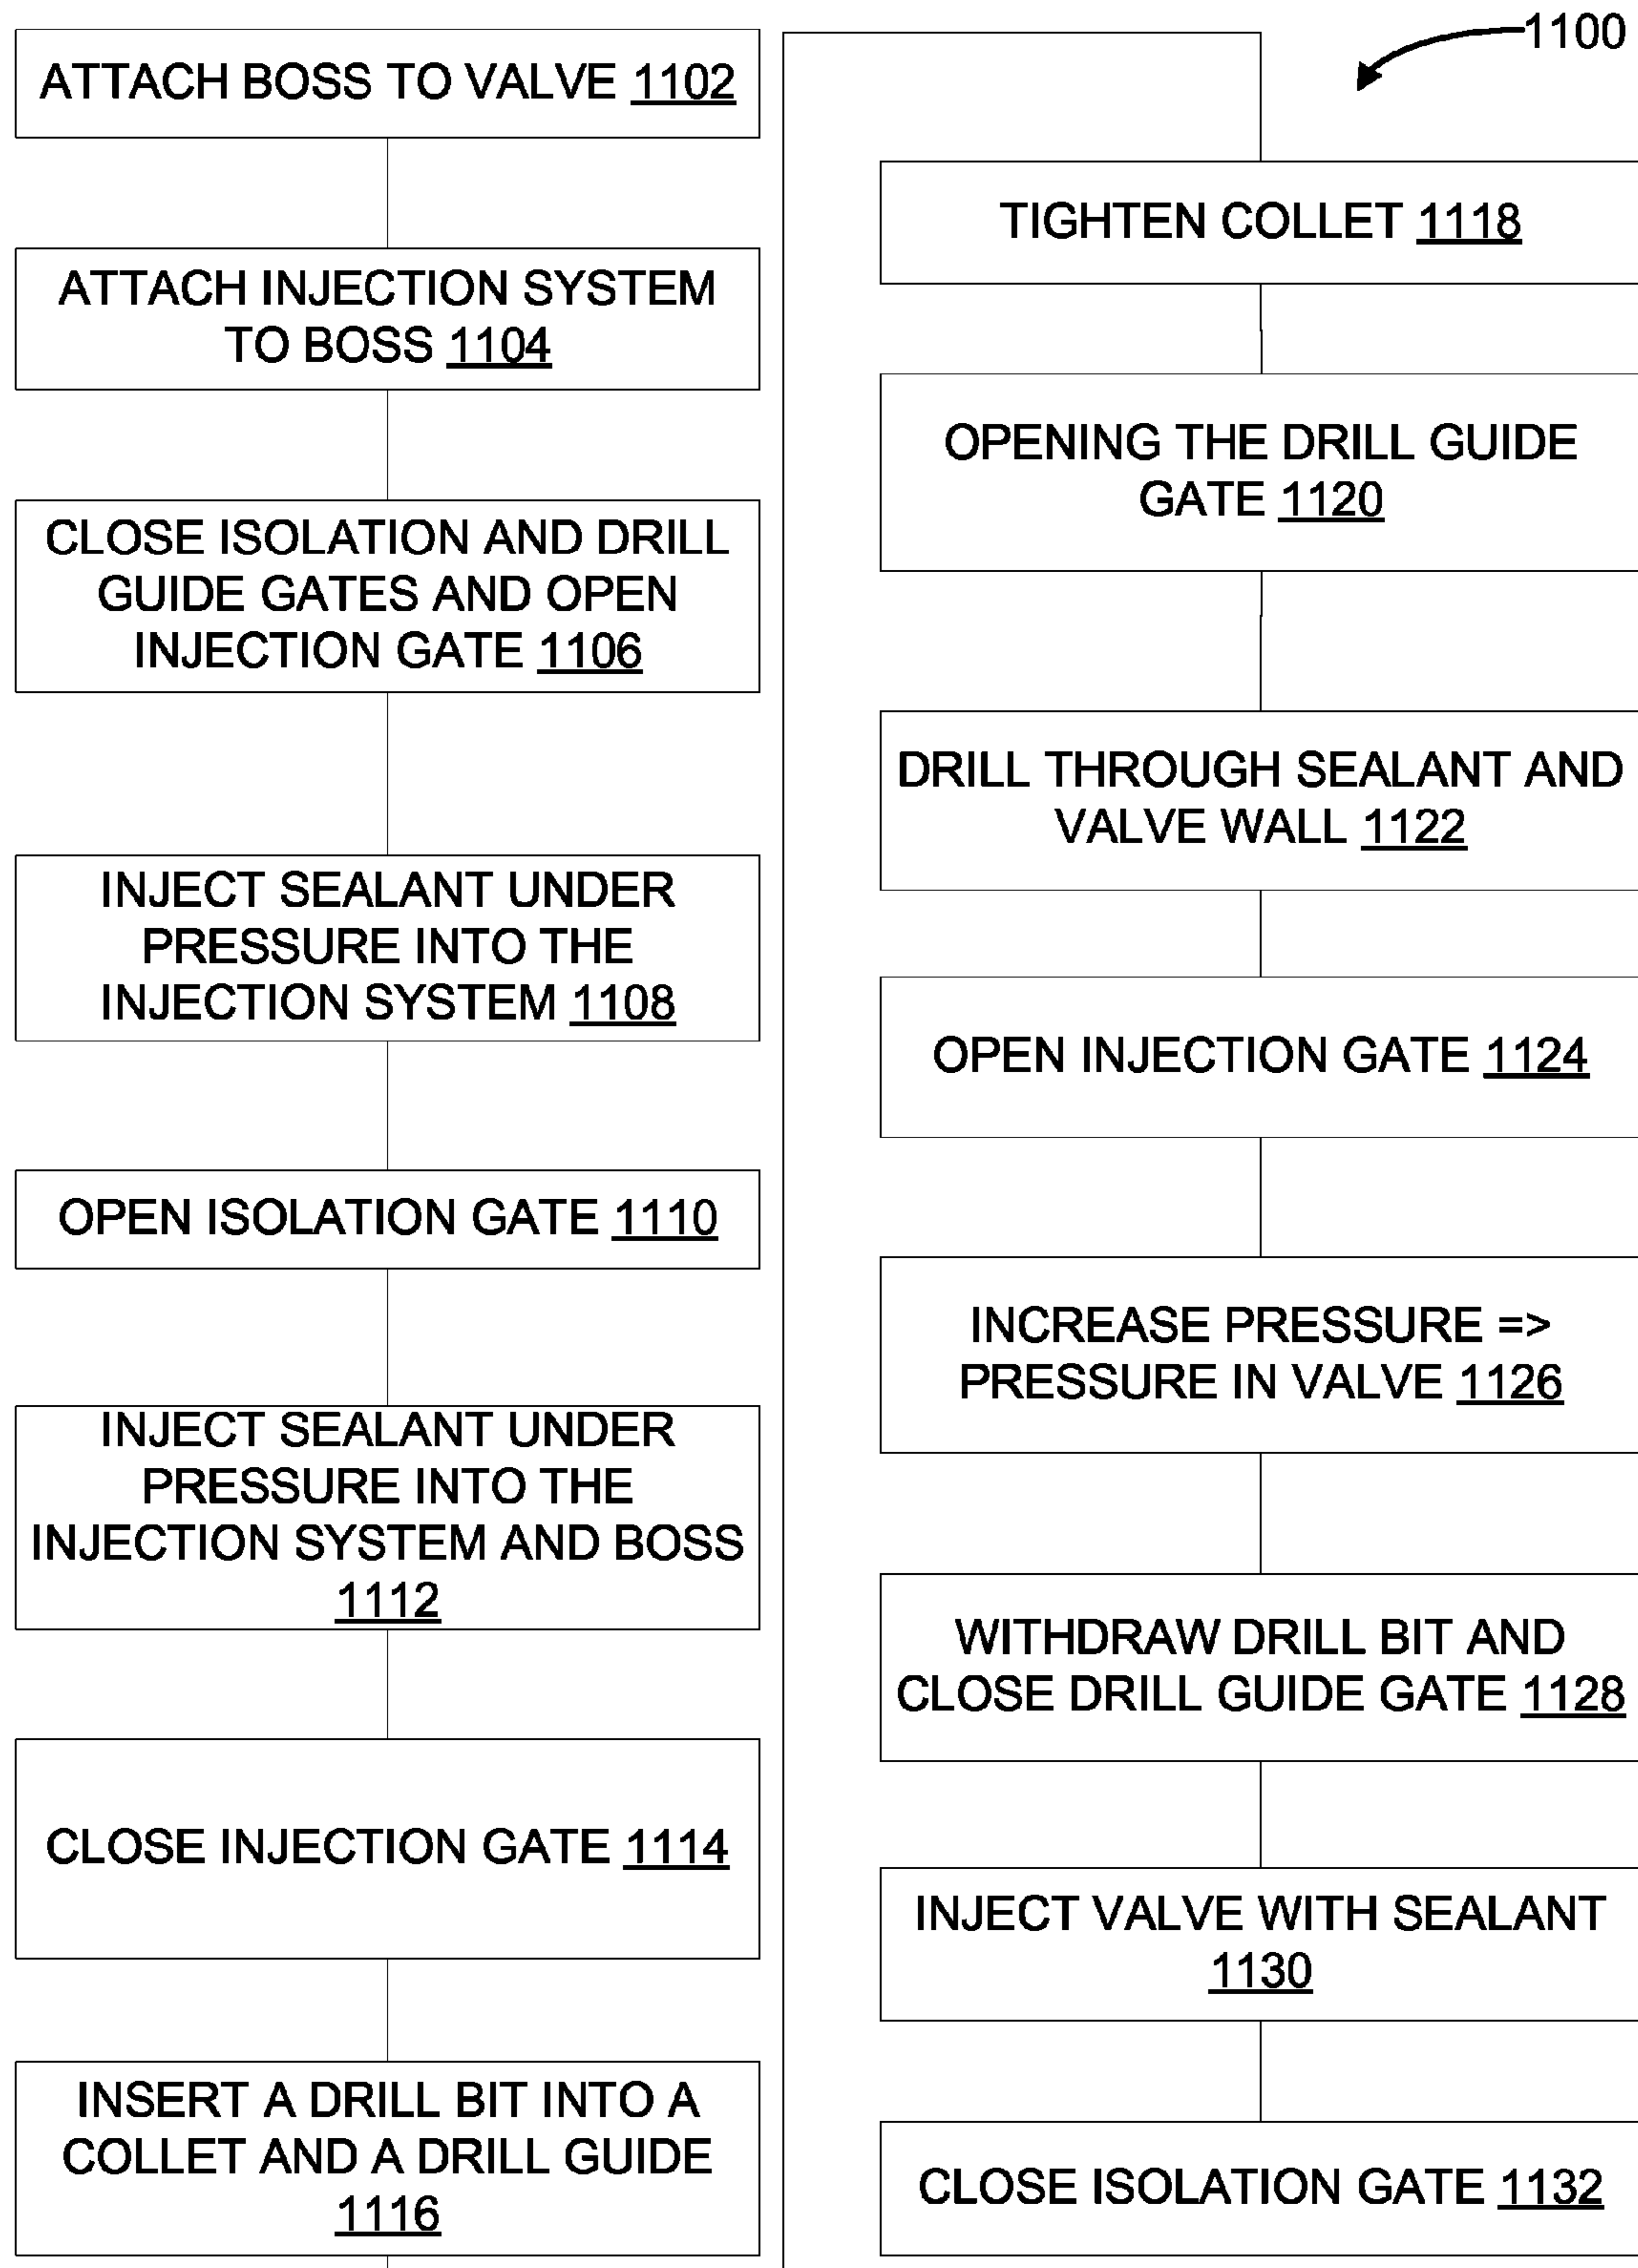 ATTACH BOSS TO VALVE 1102
ATTACH INJECTION SYSTEM
TO BOSS 1104
CLOSE ISOLATION AND DRILL
GUIDE GATES AND OPEN
INJECTION GATE 1106
INJECT SEALANT UNDER
PRESSURE INTO THE
INJECTION SYSTEM 1108
OPEN ISOLATION GATE 1110
INJECT SEALANT UNDER
PRESSURE INTO THE
INJECTION SYSTEM AND BOSS
1112
CLOSE INJECTION GATE 1114
INSERT A DRILL BIT INTO A
COLLET AND A DRILL GUIDE
1116
1100
TIGHTEN COLLET 1118
OPENING THE DRILL GUIDE
GATE 1120
DRILL THROUGH SEALANT AND
VALVE WALL 1122
OPEN INJECTION GATE 1124
INCREASE PRESSURE =>
PRESSURE IN VALVE 1126
WITHDRAW DRILL BIT AND
CLOSE DRILL GUIDE GATE 1128
INJECT VALVE WITH SEALANT
1130
CLOSE ISOLATION GATE 1132